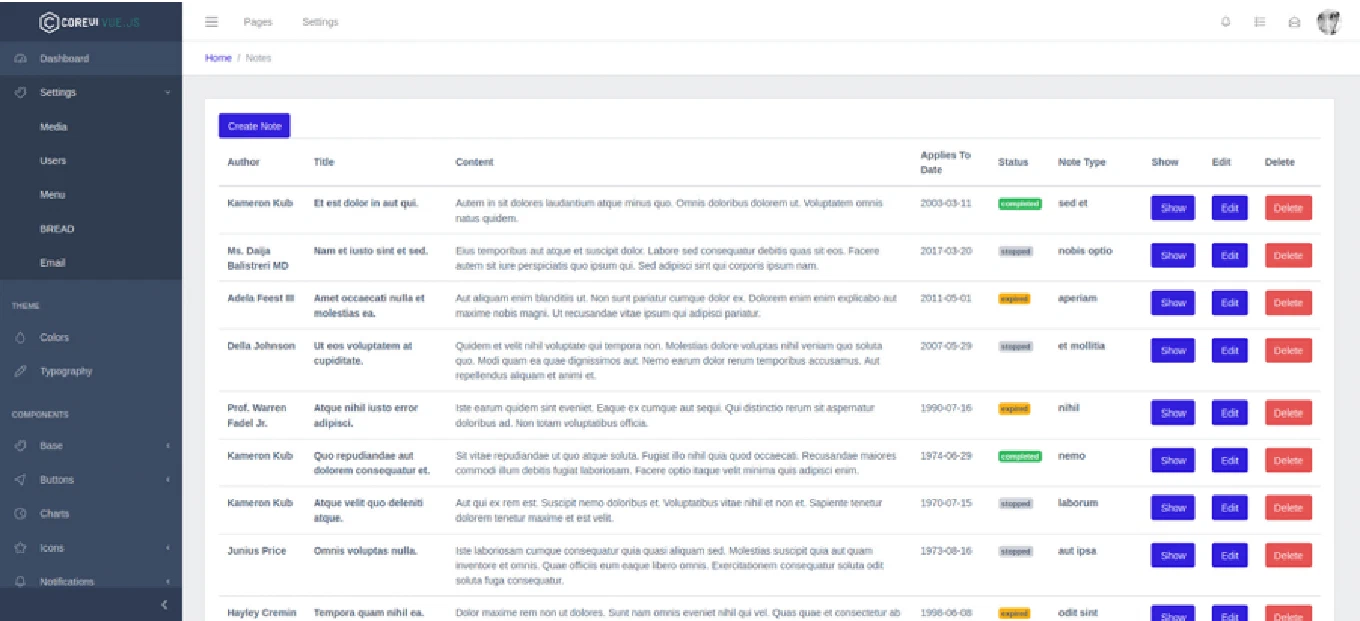 COREUI VUE.JS
Pages Settings
Dashboard
Home / Notes
Settings
Media
Users
Menu
BREAD
Email
THEME
Colors
Typography
COMPONENTS
Base
Buttons
Charts
Icons
Notifications
Create Note
Author Title Content Applies To Date Status Note Type Show Edit Delete
Kameron Kub Et est dolor in aut qui. Autem in sit dolores laudantium atque minus quo. Omnis doloribus dolorem ut. Voluptatem omnis 2003-03-11 completed sed et Show Edit Delete
natus quidem.
Ms. Daija Nam et iusto sint et sed. Eius temporibus aut atque et suscipit dolor. Labore sed consequatur debitis quas sit eos. Facere 2017-03-20 stopped nobis optio Show Edit Delete
Balistreri MD autem sit iure perspiciatis quo ipsum qui. Sed adipisci sint qui corporis ipsum nam.
Adela Feest III Amet occaecati nulla et Aut aliquam enim blanditiis ut. Non sunt pariatur cumque dolor ex. Dolorem enim enim explicabo aut 2011-05-01 expired aperiam Show Edit Delete
molestias ea. maxime nobis magni. Ut recusandae vitae ipsum qui adipisci pariatur.
Della Johnson Ut eos voluptatem at Quidem et velit nihil voluptate qui tempora non. Molestias dolore voluptas nihil veniam quo soluta 2007-05-29 stopped et mollitia Show Edit Delete
cupiditate. quo. Modi quam ea quae dignissimos aut. Nemo earum dolor rerum temporibus accusamus. Aut
repellendus aliquam et animi et.
Prof. Warren Atque nihil iusto error Iste earum quidem sint eveniet. Eaque ex cumque aut sequi. Qui distinctio rerum sit aspernatur 1990-07-16 expired nihil Show Edit Delete
Fadel Jr. adipisci. doloribus ad. Non totam voluptatibus officia.
Kameron Kub Quo repudiandae aut Sit vitae repudiandae ut quo atque soluta. Fugiat illo nihil quia quod occaecati. Recusandae maiores 1974-06-29 completed nemo Show Edit Delete
dolorem consequatur et. commodi illum debitis fugiat laboriosam. Facere optio itaque velit minima quis adipisci enim.
Kameron Kub Atque velit quo deleniti Aut qui ex rem est. Suscipit nemo doloribus et. Voluptatibus vitae nihil et non et. Sapiente tenetur 1970-07-15 stopped laborum Show Edit Delete
atque. dolorem tenetur maxime et est velit.
Junius Price Omnis voluptas nulla. Iste laboriosam cumque consequatur quia quasi aliquam sed. Molestias suscipit quia aut quam 1973-08-16 stopped aut ipsa Show Edit Delete
inventore et omnis. Quae officiis eum eaque libero omnis. Exercitationem consequatur soluta odit
soluta fuga consequatur.
Hayley Cremin Tempora quam nihil ea. Dolor maxime rem non ut dolores. Sunt nam omnis eveniet nihil qui vel. Quas quae et consectetur ab 1998-06-08 expired odit sint Show Edit Delete